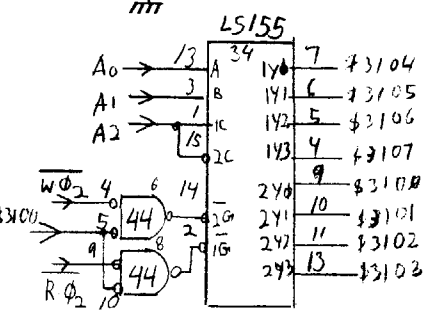 LS155
34
A0 13 A 1Y0 7 $3104
A1 3 B 1Y1 6 $3105
A2 1 1C 1Y2 5 $3106
15 2C 1Y3 4 $3107
2Y0 9 $3100
WΦ2 4 6 14 2G 2Y1 10 $3101
$3100 5 44 2 1G 2Y2 11 $3102
9 8 2Y3 13 $3103
44
RΦ2 10